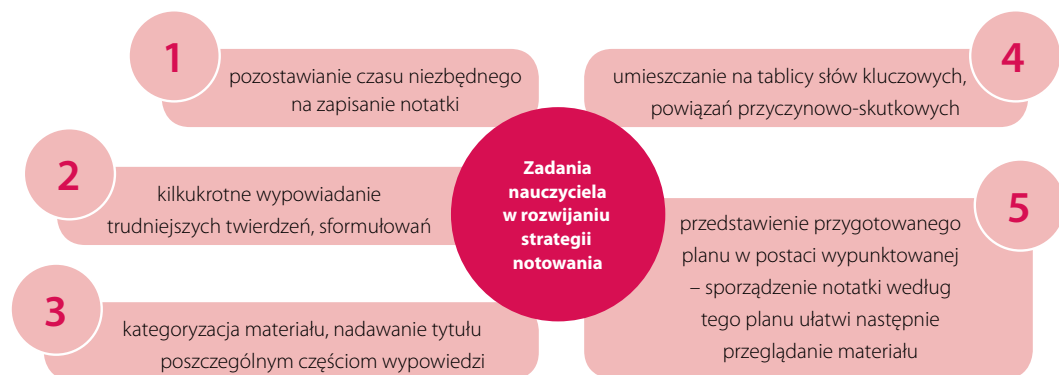 1
pozostawianie czasu niezbędnego
na zapisanie notatki
2
kilkukrotne wypowiadanie
trudniejszych twierdzeń, sformułowań
3
kategoryzacja materiału, nadawanie tytułu
poszczególnym częściom wypowiedzi
Zadania
nauczyciela
w rozwijaniu
strategii
notowania
4
umieszczanie na tablicy słów kluczowych,
powiązań przyczynowo-skutkowych
5
przedstawienie przygotowanego
planu w postaci wypunktowanej
– sporządzenie notatki według
tego planu ułatwi następnie
przeglądanie materiału